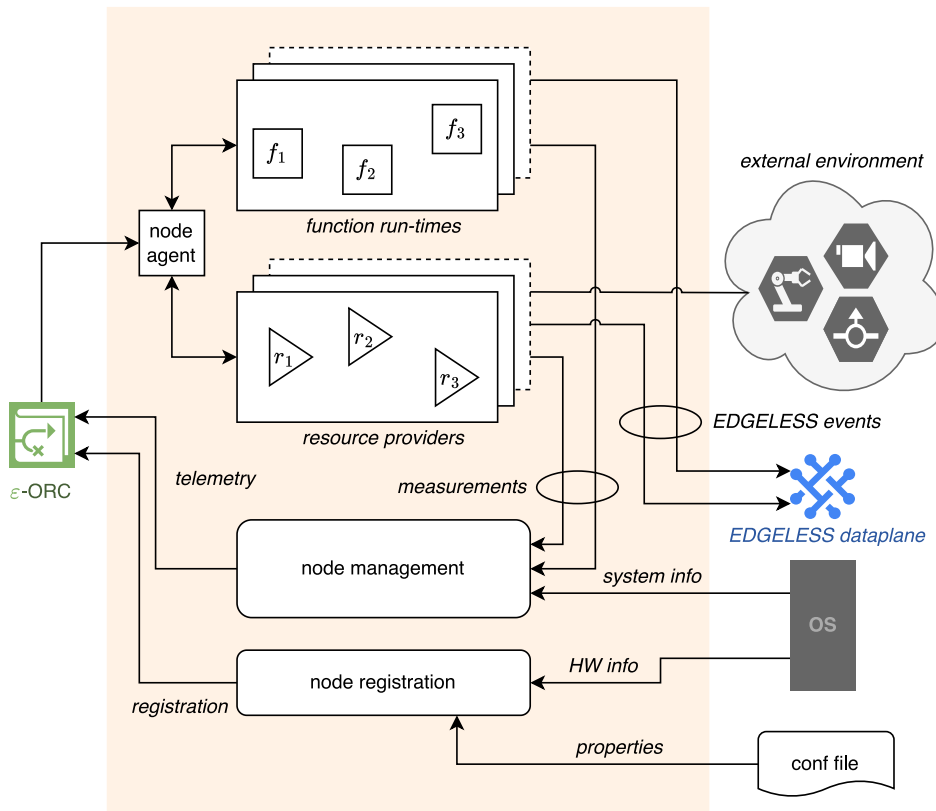 f1
f2
f3
function run-times
external environment
node
agent
r1
r2
r3
resource providers
EDGELESS events
ε-ORC
telemetry
measurements
EDGELESS dataplane
node management
system info
OS
node registration
HW info
registration
properties
conf file